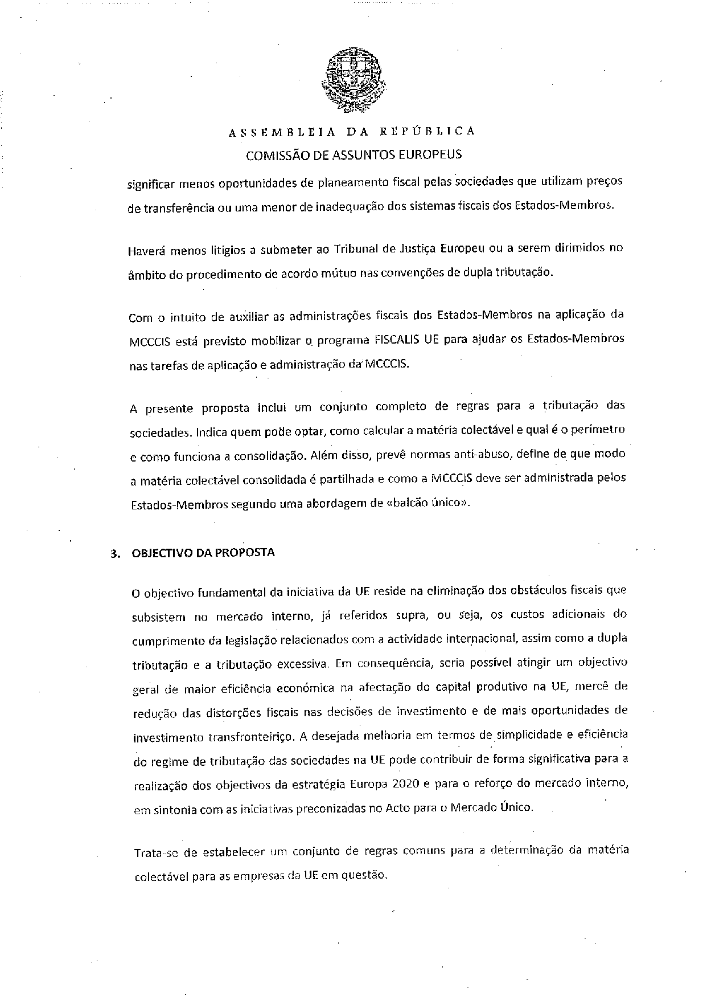 ASSEMBLEIA DA REPÚBLICA
COMISSÃO DE ASSUNTOS EUROPEUS
significar menos oportunidades de planeamento fiscal pelas sociedades que utilizam preços
de transferência ou uma menor de inadequação dos sistemas fiscais dos Estados-Membros.
Haverá menos litígios a submeter ao Tribunal de Justiça Europeu ou a serem dirimidos no
âmbito do procedimento de acordo mútuo nas convenções de dupla tributação.
Com o intuito de auxiliar as administrações fiscais dos Estados-Membros na aplicação da
MCCCIS está previsto mobilizar o programa FISCALIS UE para ajudar os Estados-Membros
nas tarefas de aplicação e administração da MCCCIS.
A presente proposta inclui um conjunto completo de regras para a tributação das
sociedades. Indica quem pode optar, como calcular a matéria colectável e qual é o perímetro
e como funciona a consolidação. Além disso, prevê normas anti-abuso, define de que modo
a matéria colectável consolidada é partilhada e como a MCCCIS deve ser administrada pelos
Estados-Membros segundo uma abordagem de «balcão único».
3. OBJECTIVO DA PROPOSTA
O objectivo fundamental da iniciativa da UE reside na eliminação dos obstáculos fiscais que
subsistem no mercado interno, já referidos supra, ou seja, os custos adicionais do
cumprimento da legislação relacionados com a actividade internacional, assim como a dupla
tributação e a tributação excessiva. Em consequência, seria possível atingir um objectivo
geral de maior eficiência económica na afectação do capital produtivo na UE, mercê de
redução das distorções fiscais nas decisões de investimento e de mais oportunidades de
investimento transfronteiriço. A desejada melhoria em termos de simplicidade e eficiência
do regime de tributação das sociedades na UE pode contribuir de forma significativa para a
realização dos objectivos da estratégia Europa 2020 e para o reforço do mercado interno,
em sintonia com as iniciativas preconizadas no Acto para o Mercado Único.
Trata-se de estabelecer um conjunto de regras comuns para a determinação da matéria
colectável para as empresas da UE em questão.